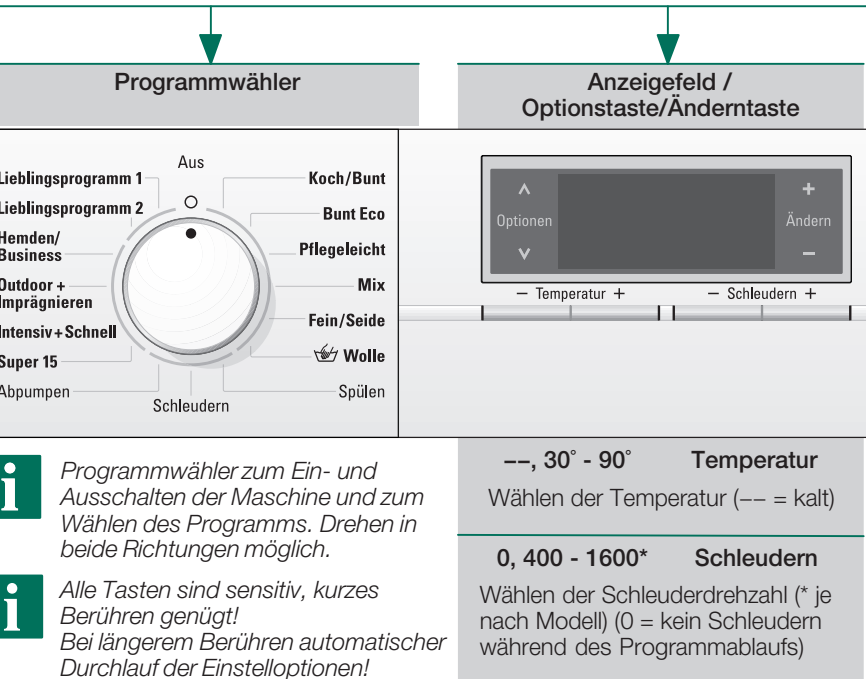 Programmwähler
Anzeigefeld /
Optionstaste/Änderntaste
Aus
Lieblingsprogramm 1
Lieblingsprogramm 2
Hemden/
Business
Outdoor +
Imprägnieren
Intensiv+Schnell
Super 15
Abpumpen
Schleudern
Koch/Bunt
Bunt Eco
Pflegeleicht
Mix
Fein/Seide
Wolle
Spülen
Optionen
+
Ändern
−
− Temperatur +
− Schleudern +
i
Programmwähler zum Ein- und
Ausschalten der Maschine und zum
Wählen des Programms. Drehen in
beide Richtungen möglich.
i
Alle Tasten sind sensitiv, kurzes
Berühren genügt!
Bei längerem Berühren automatischer
Durchlauf der Einstelloptionen!
−−, 30° - 90° Temperatur
Wählen der Temperatur (−− = kalt)
0, 400 - 1600* Schleudern
Wählen der Schleuderdrehzahl (* je
nach Modell) (0 = kein Schleudern
während des Programmablaufs)